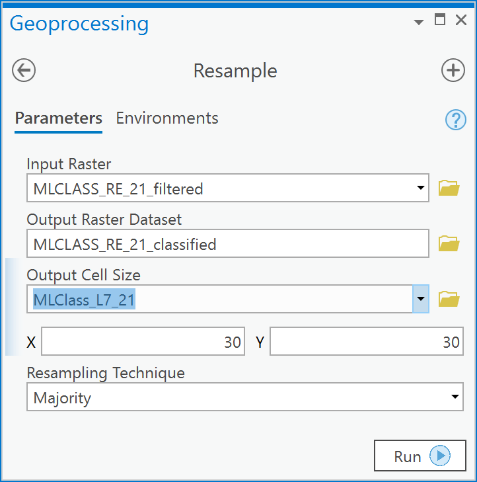 Geoprocessing
Resample
Parameters Environments
Input Raster
MLCLASS_RE_21_filtered
Output Raster Dataset
MLCLASS_RE_21_classified
Output Cell Size
MLClass_L7_21
X 30 Y 30
Resampling Technique
Majority
Run